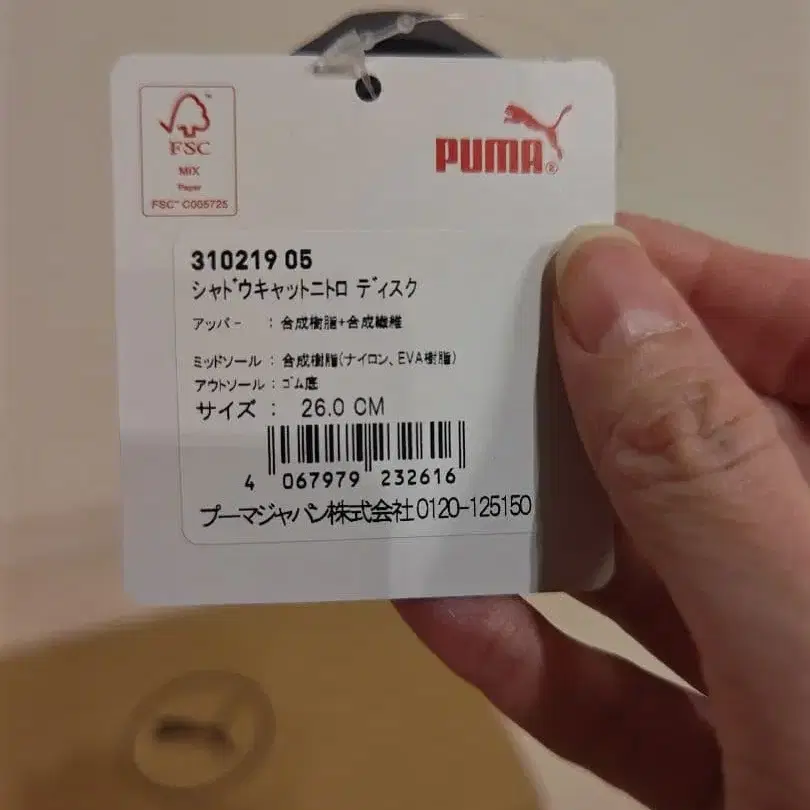 FSC
MIX
Paper
FSC™ C005725
PUMA®
310219 05
シャドウキャットニトロ ディスク
アッパー : 合成樹脂+合成繊維
ミッドソール : 合成樹脂(ナイロン、EVA樹脂)
アウトソール : ゴム底
サイズ : 26.0 CM
4 067979 232616
プーマジャパン株式会社 0120-125150